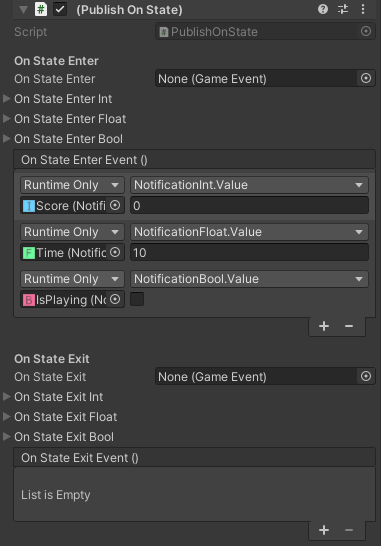 # (Publish On State)
Script # PublishOnState
On State Enter
On State Enter None (Game Event)
On State Enter Int
On State Enter Float
On State Enter Bool
On State Enter Event ()
Runtime Only NotificationInt.Value
I Score (Notifi 0
Runtime Only NotificationFloat.Value
F Time (Notific 10
Runtime Only NotificationBool.Value
B IsPlaying (No
+ −
On State Exit
On State Exit None (Game Event)
On State Exit Int
On State Exit Float
On State Exit Bool
On State Exit Event ()
List is Empty
+ −